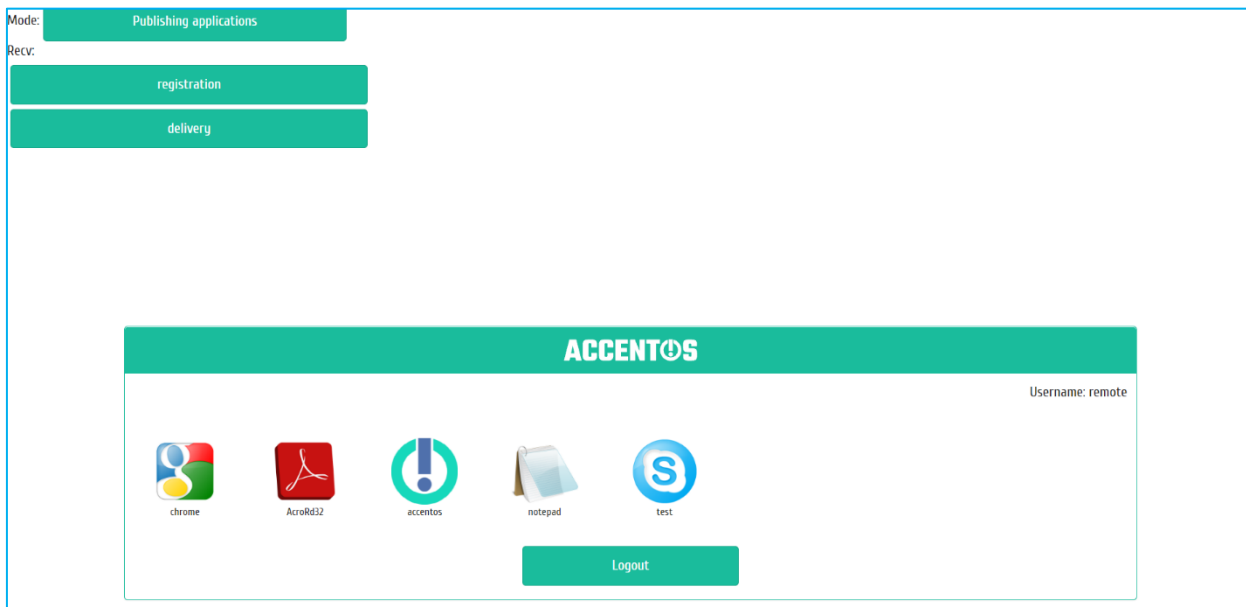 Mode: Publishing applications
Recv:
registration
delivery
ACCENTOS
Username: remote
chrome AcroRd32 accentos notepad test
Logout